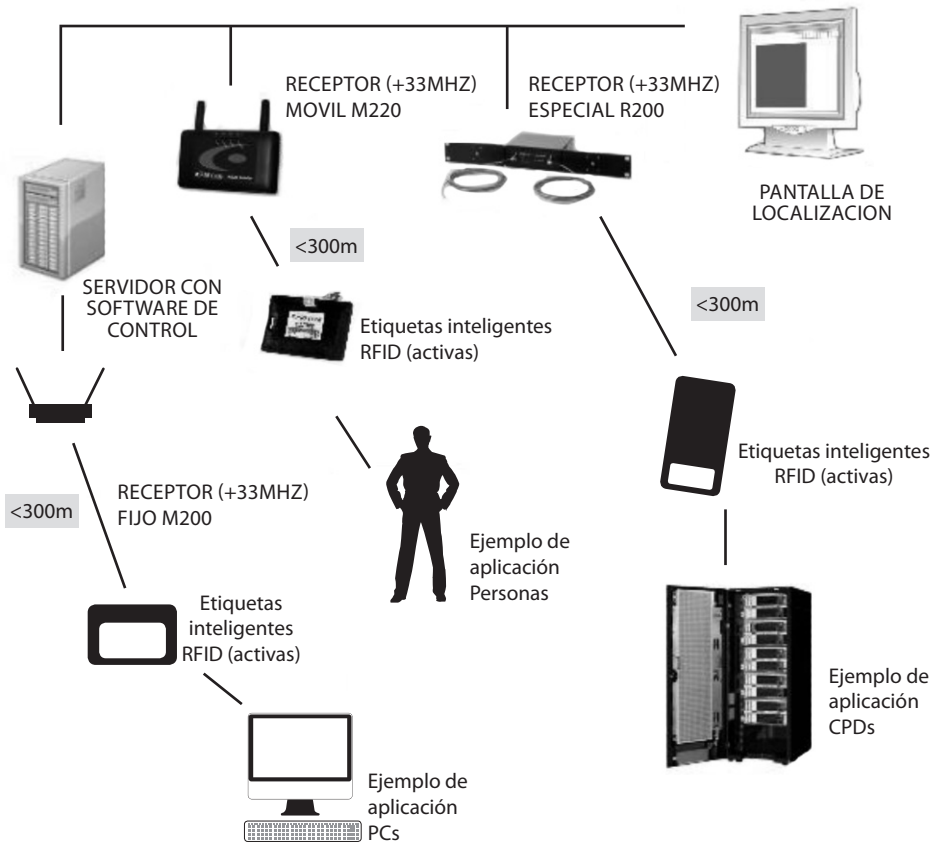 RECEPTOR (+33MHZ)
MOVIL M220
RECEPTOR (+33MHZ)
ESPECIAL R200
PANTALLA DE
LOCALIZACION
<300m
SERVIDOR CON
SOFTWARE DE
CONTROL
<300m
Etiquetas inteligentes
RFID (activas)
Etiquetas inteligentes
RFID (activas)
<300m
RECEPTOR (+33MHZ)
FIJO M200
Ejemplo de
aplicación
Personas
Etiquetas
inteligentes
RFID (activas)
Ejemplo de
aplicación
CPDs
Ejemplo de
aplicación
PCs